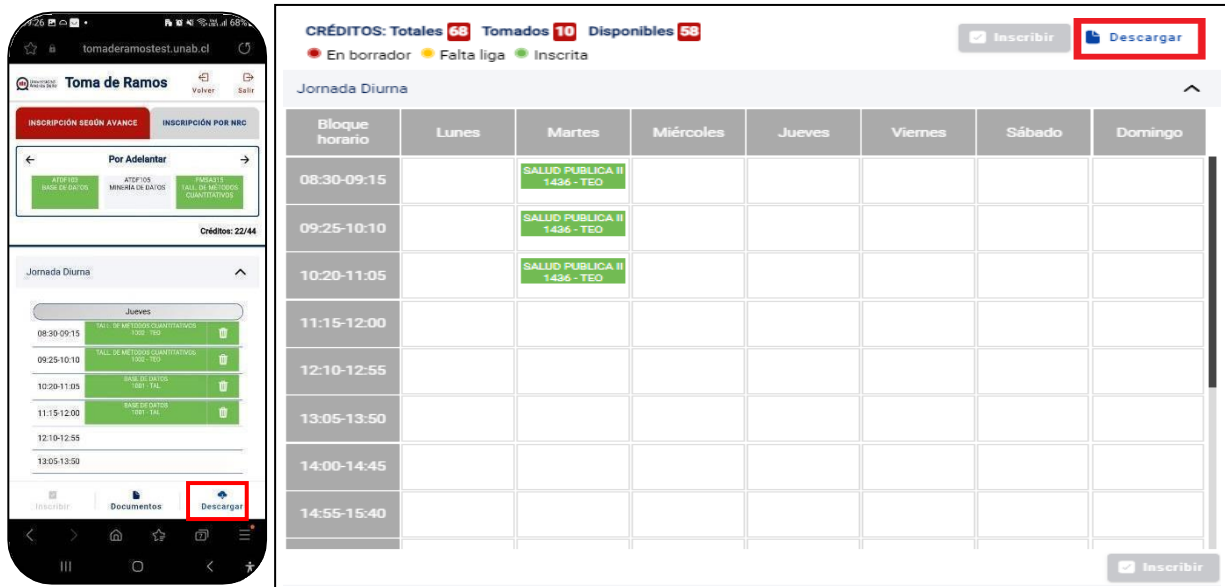 9:26
68%
tomaderamostest.unab.cl
Toma de Ramos
Volver
Salir
INSCRIPCIÓN SEGÚN AVANCE
INSCRIPCIÓN POR NRC
Por Adelantar
ATDF103
BASE DE DATOS
ATDF105
MINERÍA DE DATOS
FMSA315
TALL. DE MÉTODOS
CUANTITATIVOS
Créditos: 22/44
Jornada Diurna
Jueves
08:30-09:15
TALL. DE MÉTODOS CUANTITATIVOS
1002 - TEO
09:25-10:10
TALL. DE MÉTODOS CUANTITATIVOS
1002 - TEO
10:20-11:05
BASE DE DATOS
1001 - TAL
11:15-12:00
BASE DE DATOS
1001 - TAL
12:10-12:55
13:05-13:50
Inscribir
Documentos
Descargar
CRÉDITOS: Totales 68 Tomados 10 Disponibles 58
En borrador Falta liga Inscrita
Inscribir
Descargar
Jornada Diurna
Bloque horario Lunes Martes Miércoles Jueves Viernes Sábado Domingo
08:30-09:15
SALUD PUBLICA II
1436 - TEO
09:25-10:10
SALUD PUBLICA II
1436 - TEO
10:20-11:05
SALUD PUBLICA II
1436 - TEO
11:15-12:00
12:10-12:55
13:05-13:50
14:00-14:45
14:55-15:40
Inscribir